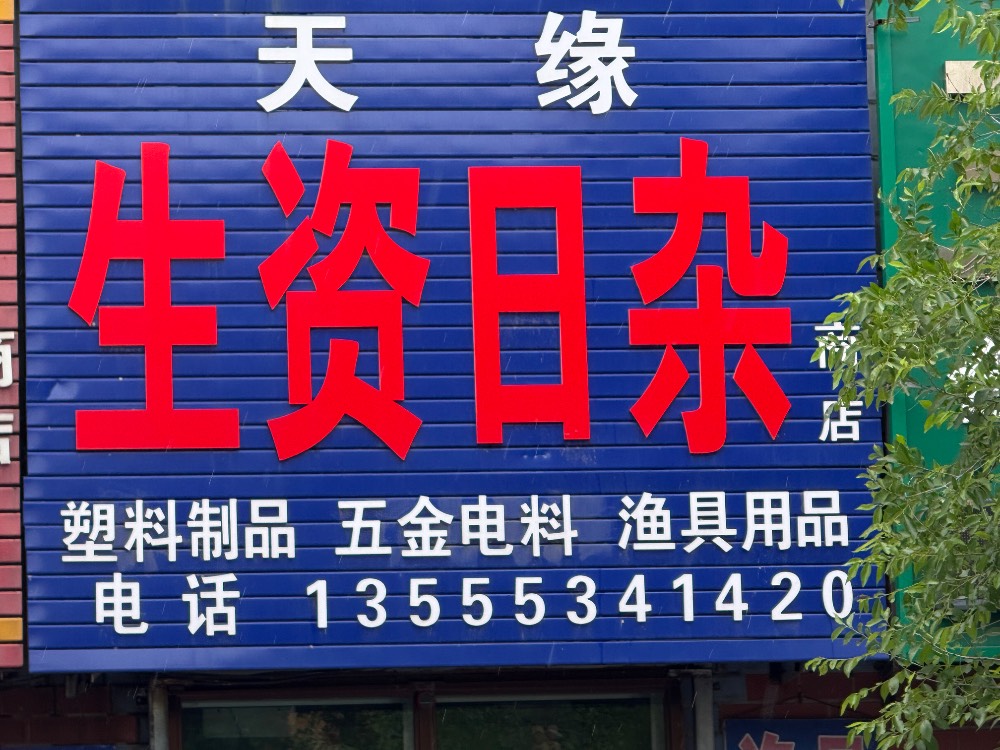 天缘
生资日杂
商店
塑料制品 五金电料 渔具用品
电话 13555341420